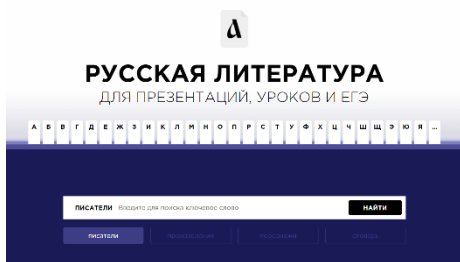 А
РУССКАЯ ЛИТЕРАТУРА
ДЛЯ ПРЕЗЕНТАЦИЙ, УРОКОВ И ЕГЭ
А Б В Г Д Е Ж З И К Л М Н О П Р С Т У Ф Х Ц Ч Ш Щ Э Ю Я ...
ПИСАТЕЛИ Введите для поиска ключевое слово НАЙТИ
ПИСАТЕЛИ